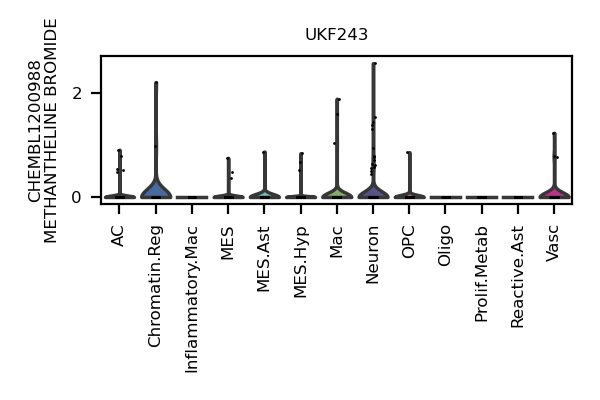 UKF243
CHEMBL1200988
METHANTHELINE BROMIDE
2
0
AC
Chromatin.Reg
Inflammatory.Mac
MES
MES.Ast
MES.Hyp
Mac
Neuron
OPC
Oligo
Prolif.Metab
Reactive.Ast
Vasc